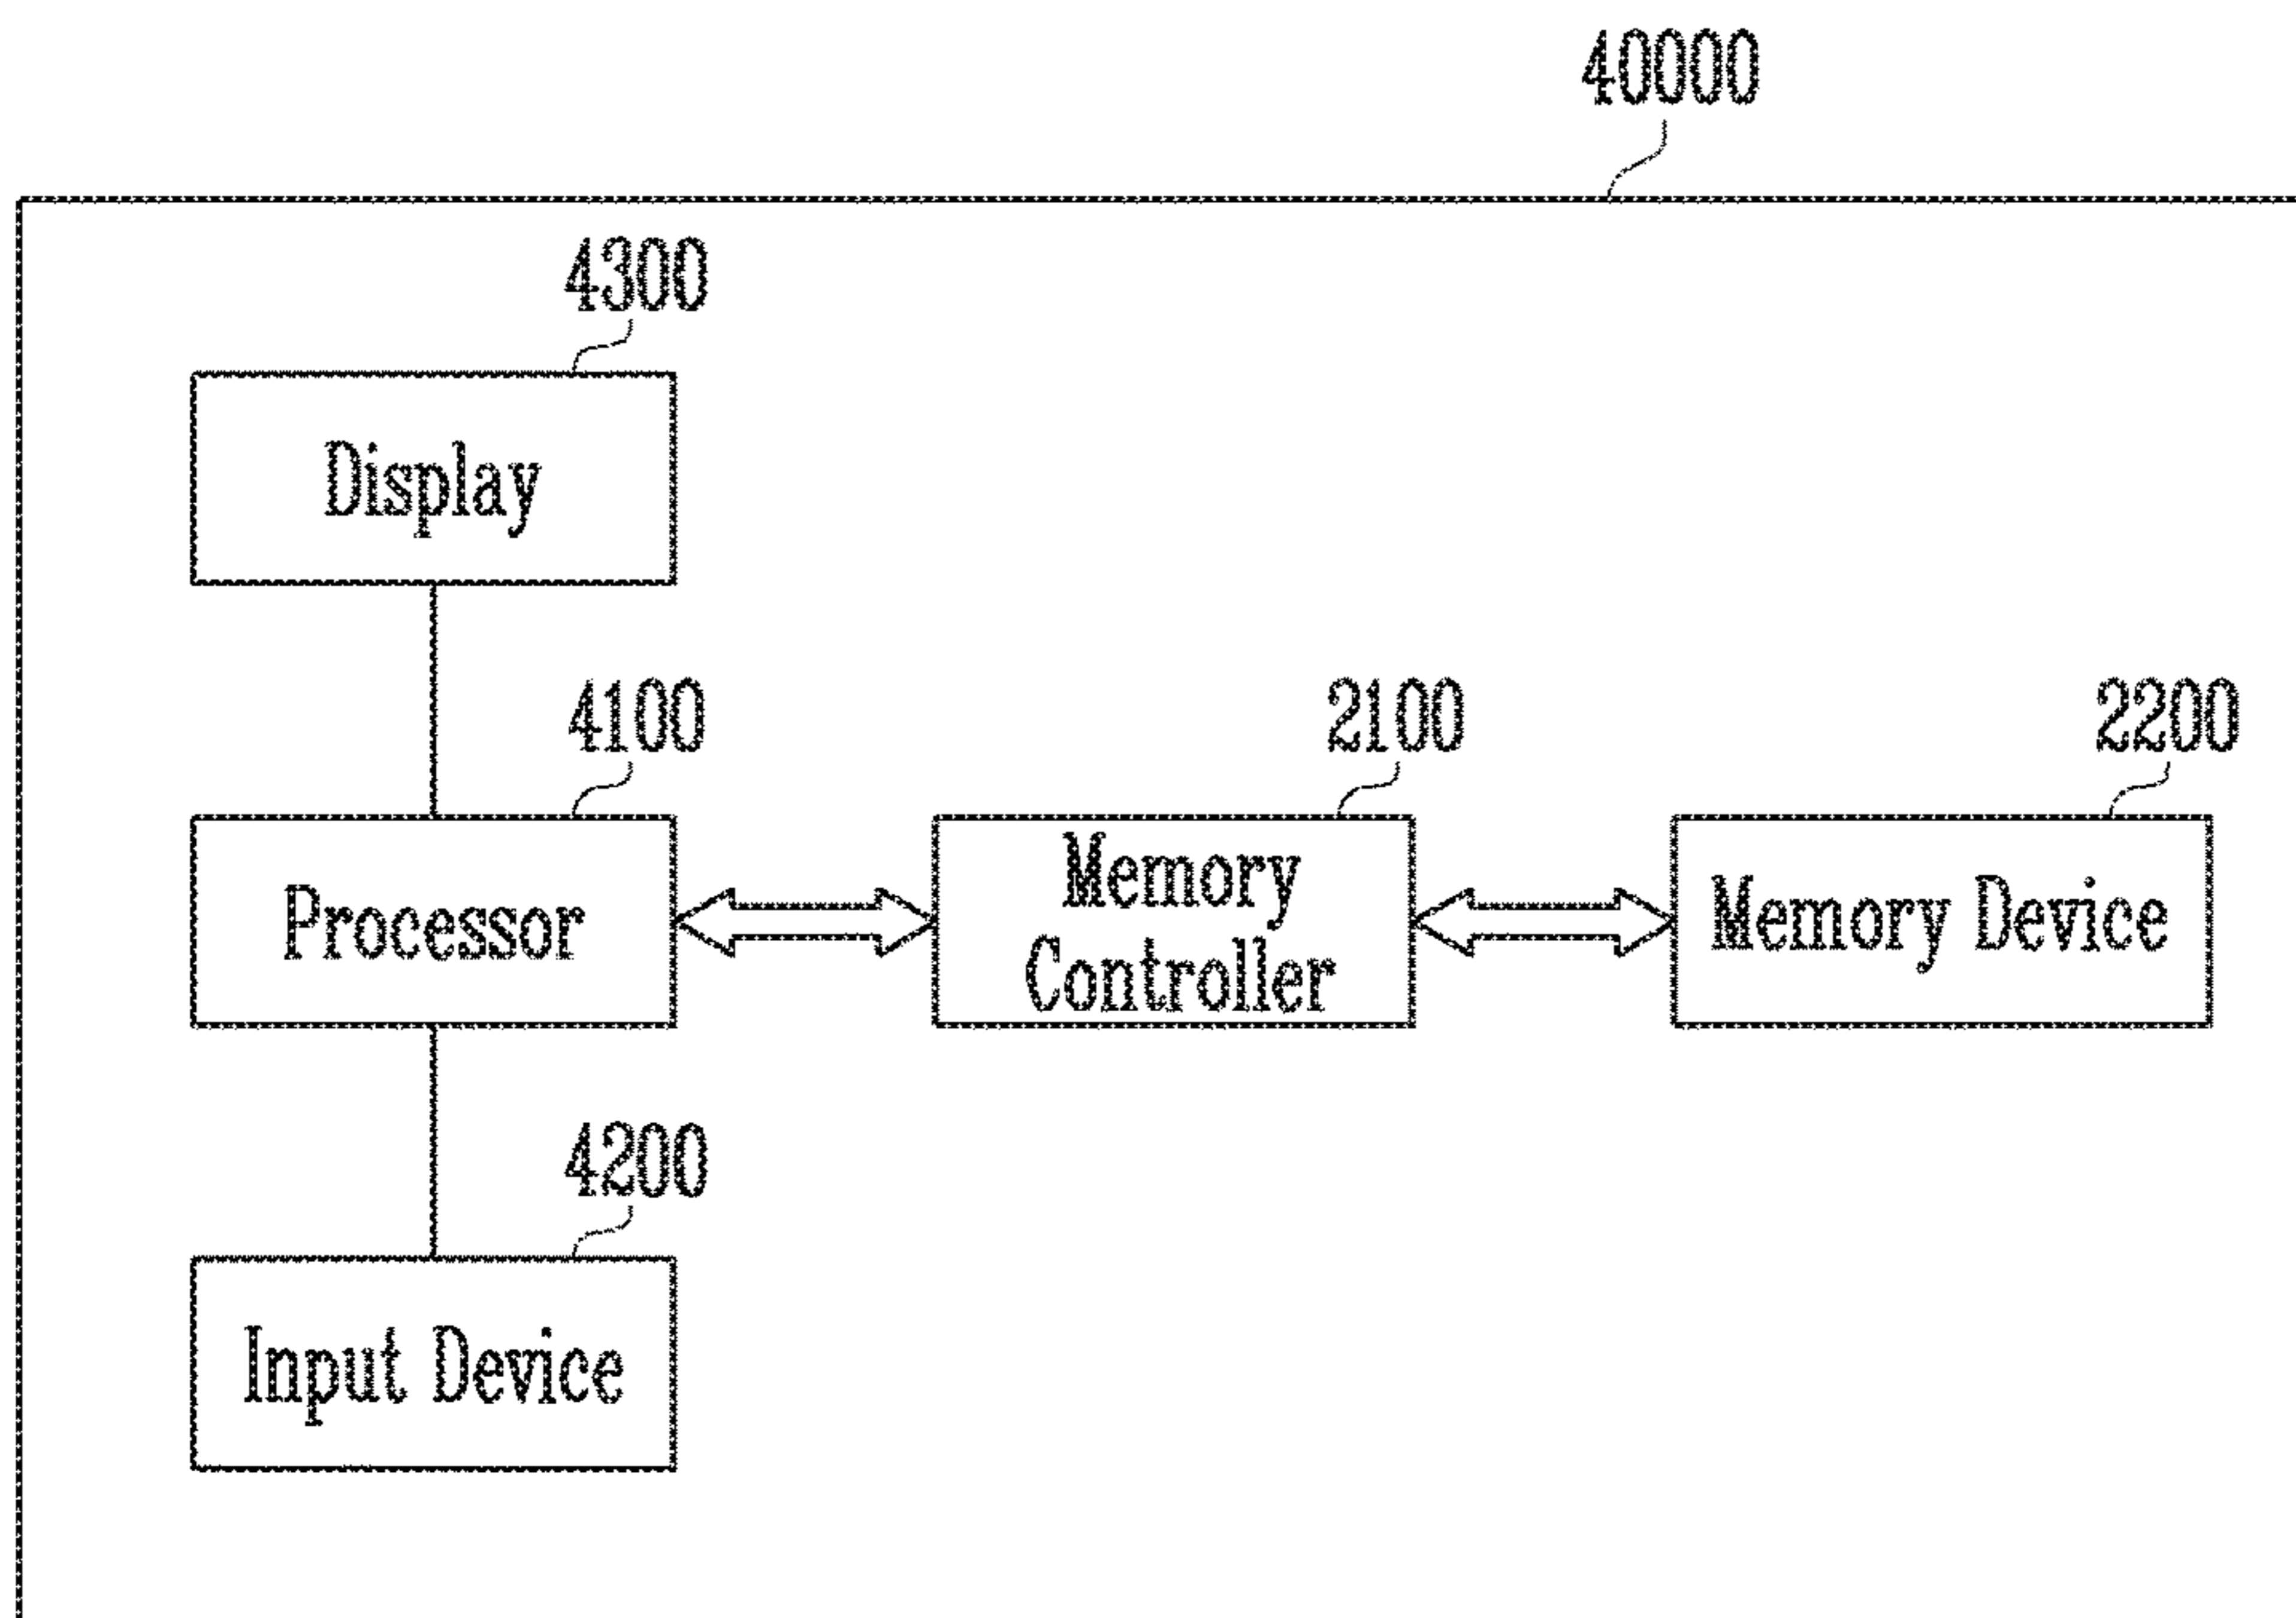 40000
4300
Display
4100
2100
2200
Processor
Memory
Controller
Memory Device
4200
Input Device